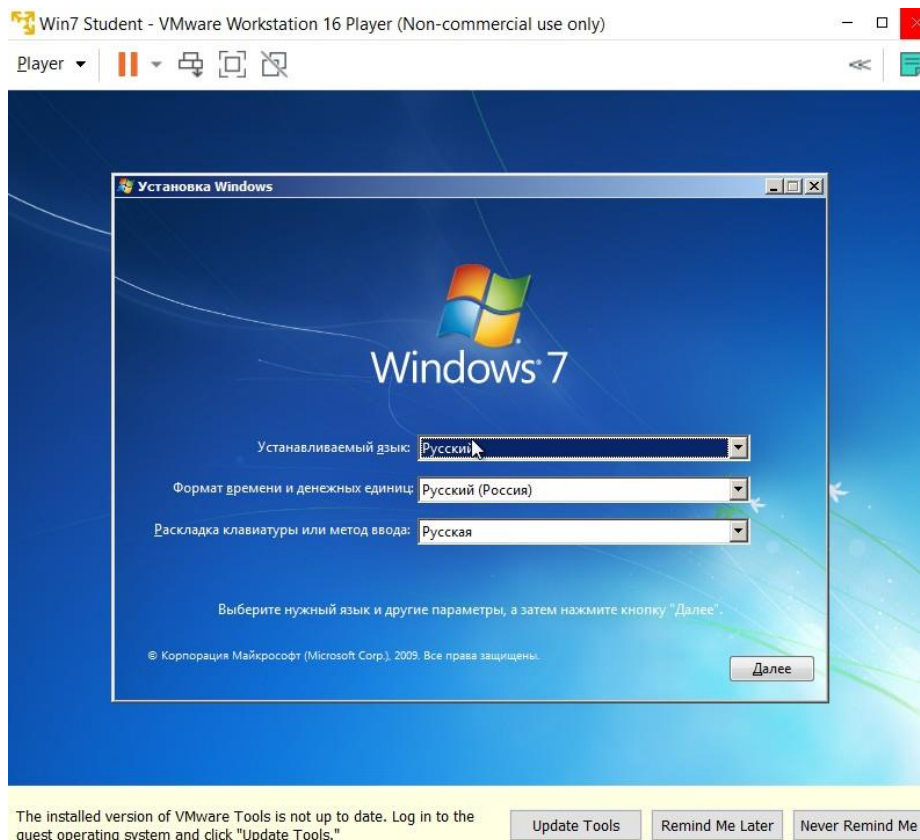 Win7 Student - VMware Workstation 16 Player (Non-commercial use only)
Player
Установка Windows
Windows 7
Устанавливаемый язык: Русский
Формат времени и денежных единиц: Русский (Россия)
Раскладка клавиатуры или метод ввода: Русская
Выберите нужный язык и другие параметры, а затем нажмите кнопку "Далее".
© Корпорация Майкрософт (Microsoft Corp.), 2009. Все права защищены.
Далее
The installed version of VMware Tools is not up to date. Log in to the
guest operating system and click "Update Tools."
Update Tools
Remind Me Later
Never Remind Me